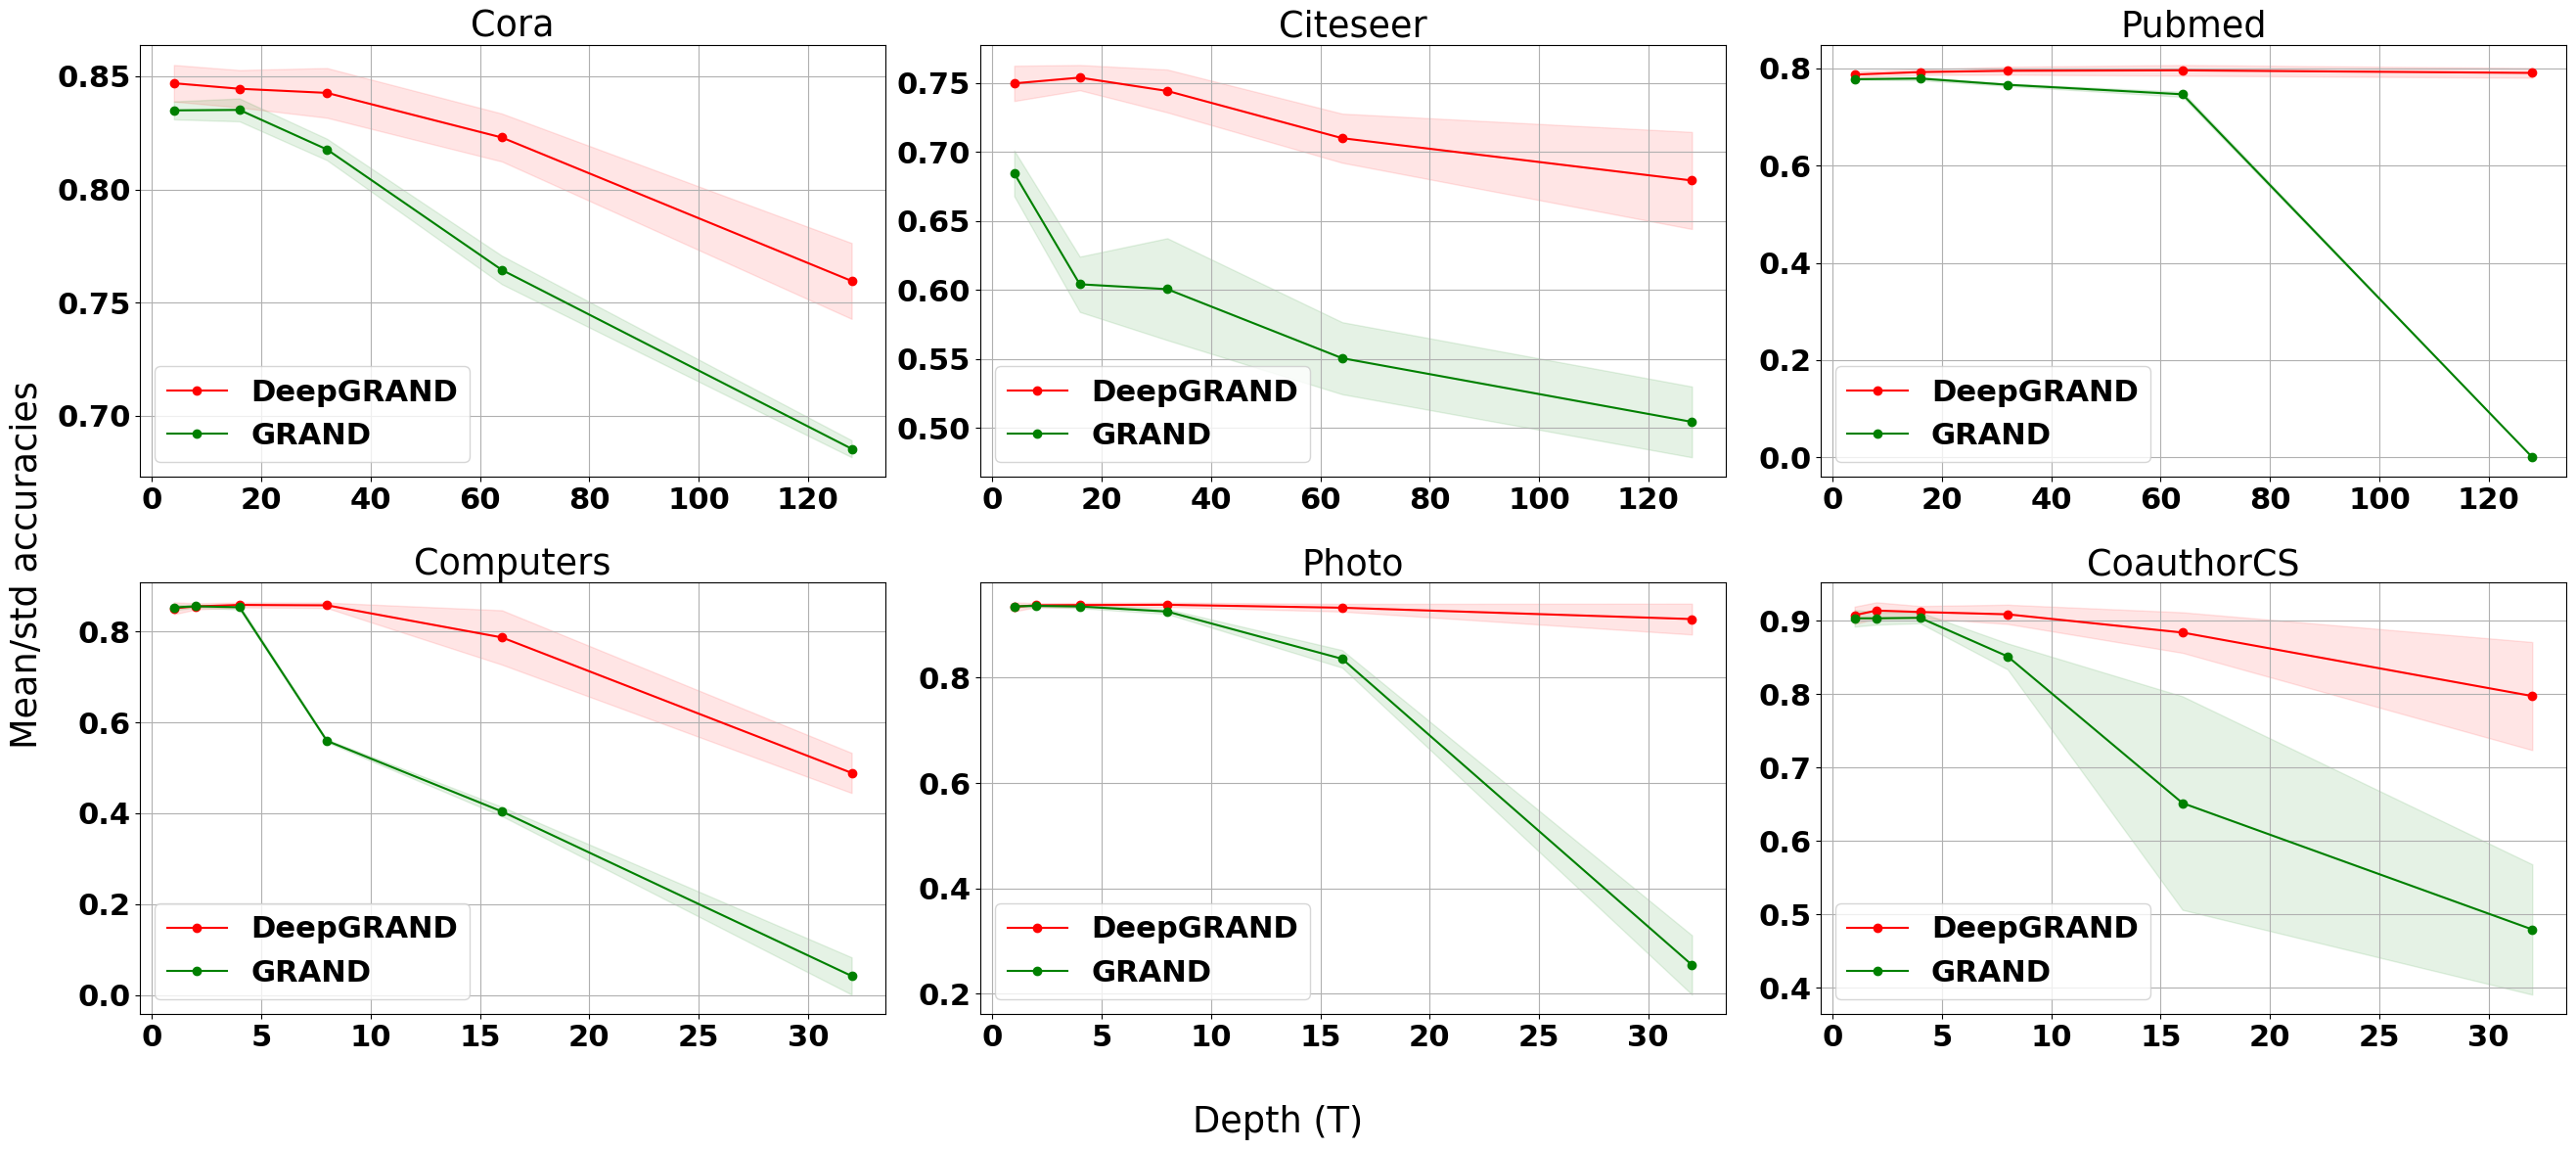 Cora
0.85
0.80
0.75
0.70
DeepGRAND
GRAND
0 20 40 60 80 100 120
Citeseer
0.75
0.70
0.65
0.60
0.55
0.50
DeepGRAND
GRAND
0 20 40 60 80 100 120
Pubmed
0.8
0.6
0.4
0.2
0.0
DeepGRAND
GRAND
0 20 40 60 80 100 120
Mean/std accuracies
Computers
0.8
0.6
0.4
0.2
0.0
DeepGRAND
GRAND
0 5 10 15 20 25 30
Photo
0.8
0.6
0.4
0.2
DeepGRAND
GRAND
0 5 10 15 20 25 30
CoauthorCS
0.9
0.8
0.7
0.6
0.5
0.4
DeepGRAND
GRAND
0 5 10 15 20 25 30
Depth (T)